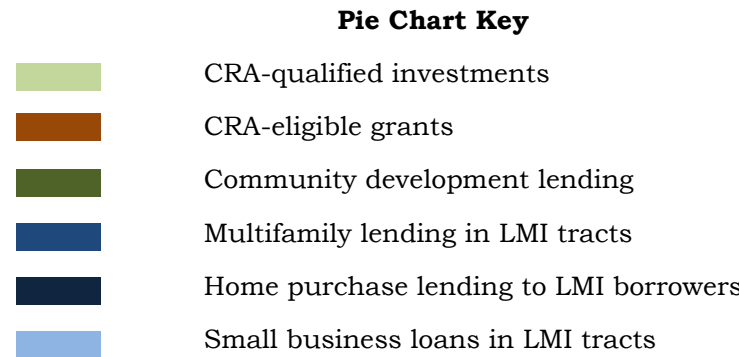 Pie Chart Key
CRA-qualified investments
CRA-eligible grants
Community development lending
Multifamily lending in LMI tracts
Home purchase lending to LMI borrowers
Small business loans in LMI tracts